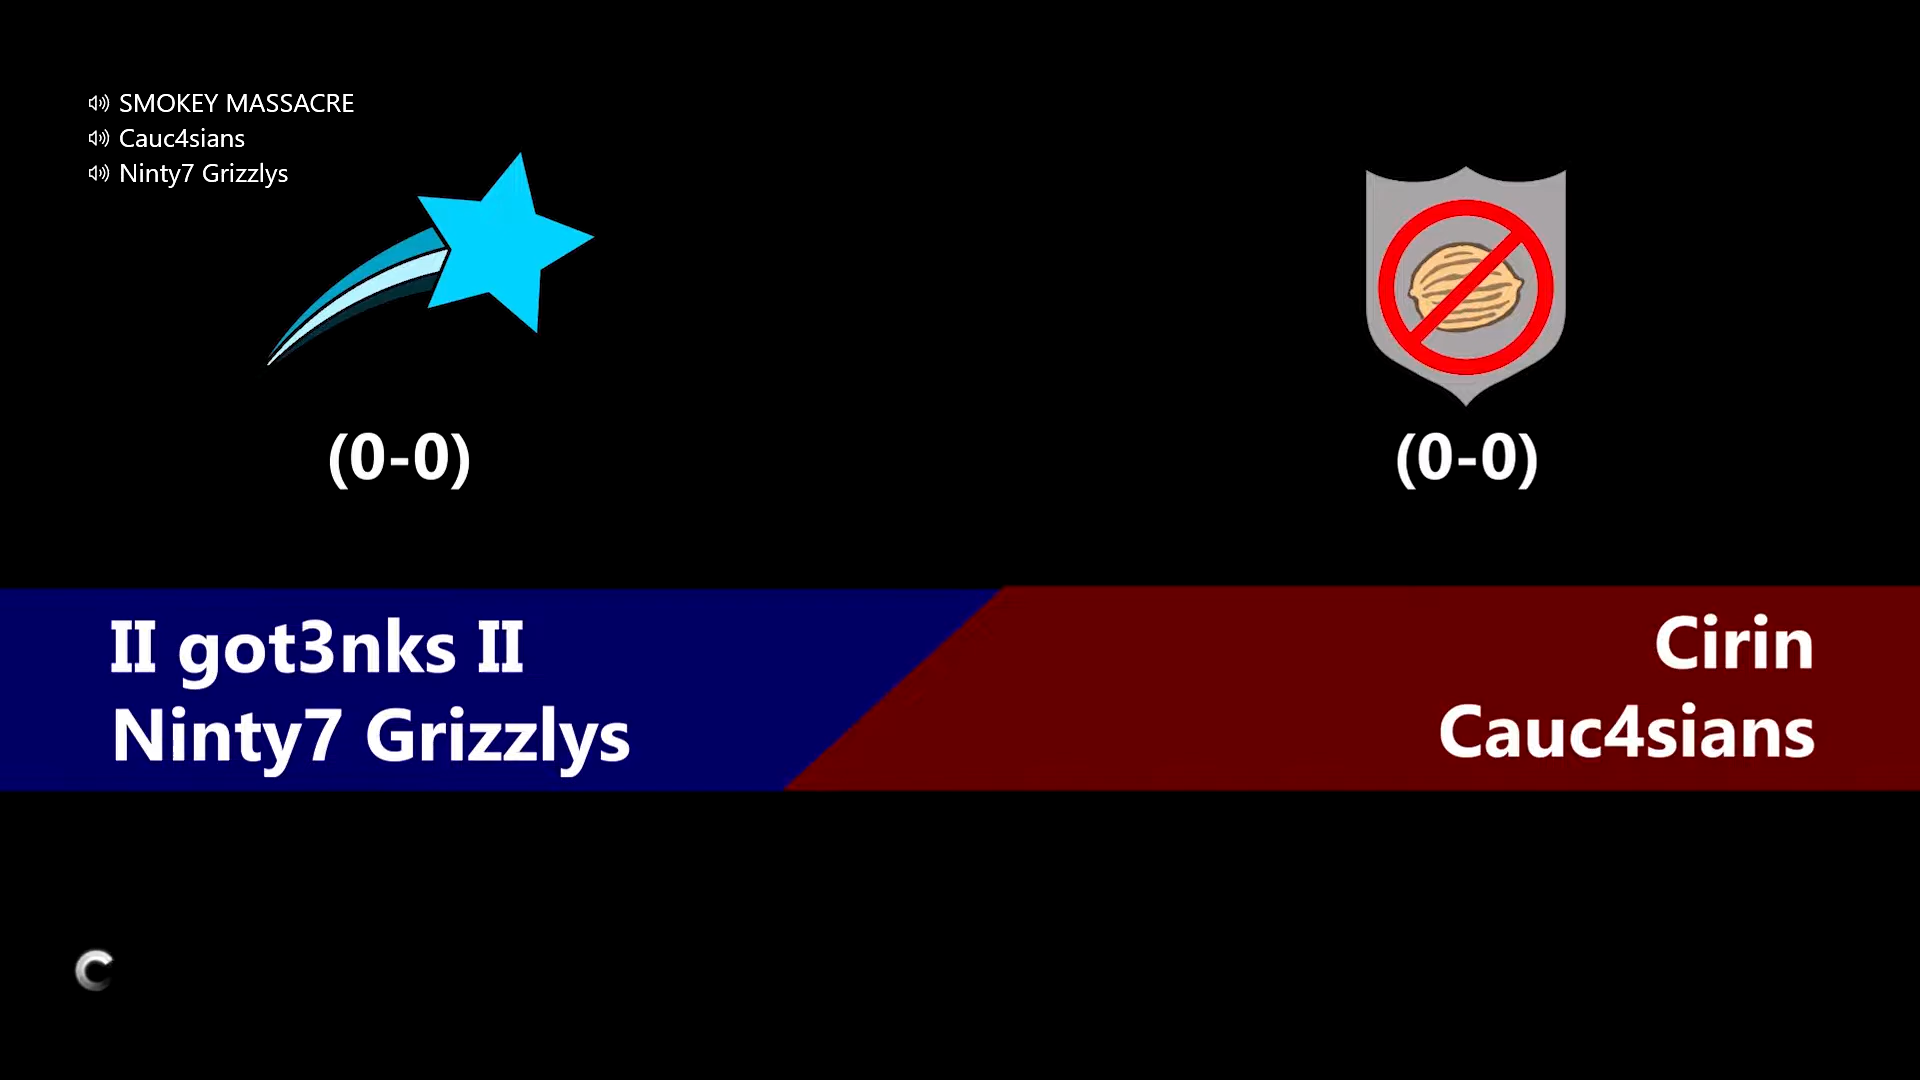 SMOKEY MASSACRE
Cauc4sians
Ninty7 Grizzlys
(0-0)
(0-0)
II got3nks II
Ninty7 Grizzlys
Cirin
Cauc4sians